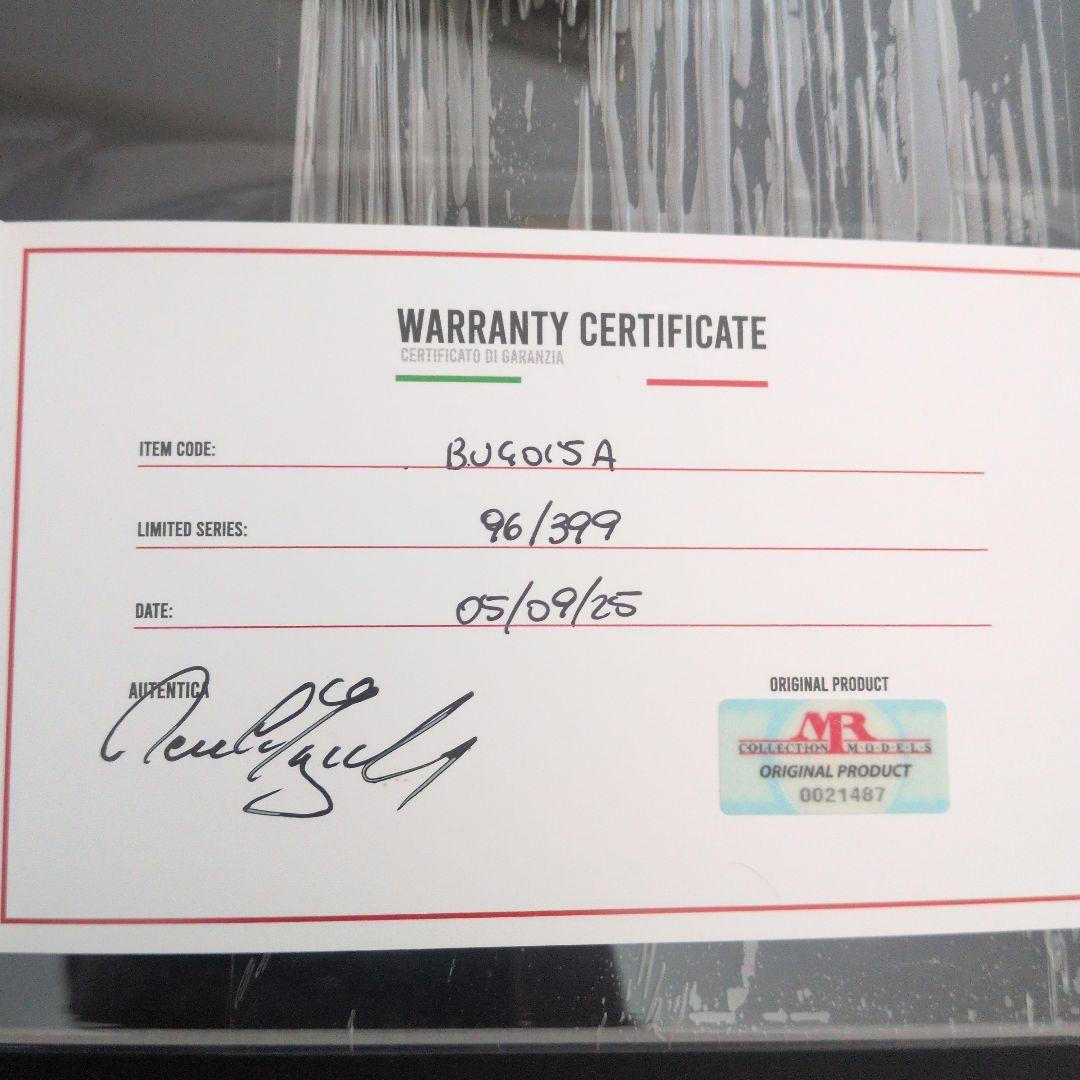 WARRANTY CERTIFICATE
CERTIFICATO DI GARANZIA
ITEM CODE: BUG015A
LIMITED SERIES: 96/399
DATE: 05/09/25
AUTENTICA
ORIGINAL PRODUCT
MR
COLLECTION MODELS
ORIGINAL PRODUCT
0021487